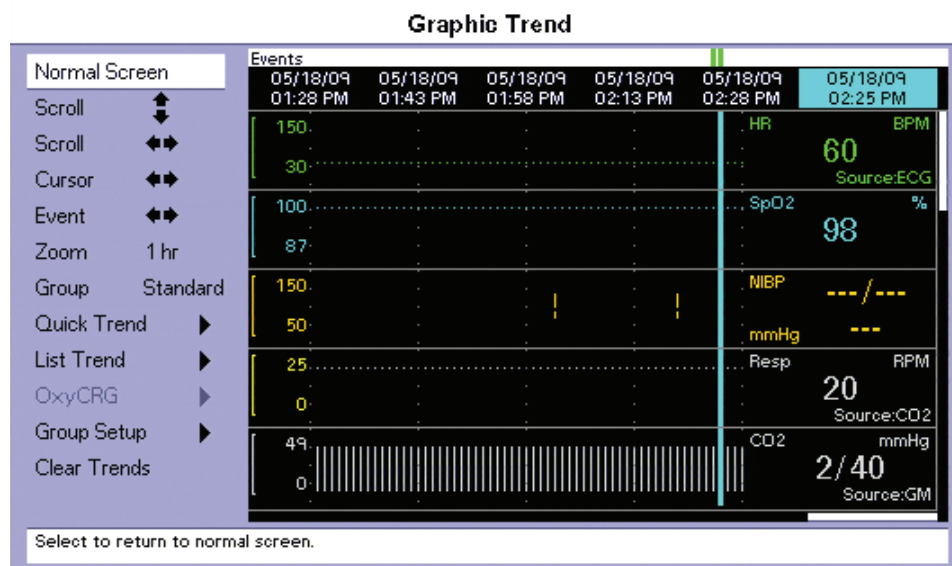 Graphic Trend
Normal Screen
Scroll
Scroll
Cursor
Event
Zoom 1 hr
Group Standard
Quick Trend
List Trend
OxyCRG
Group Setup
Clear Trends
Events
05/18/09 05/18/09 05/18/09 05/18/09 05/18/09 05/18/09
01:28 PM 01:43 PM 01:58 PM 02:13 PM 02:28 PM 02:25 PM
150 HR BPM
60
30 Source:ECG
100 SpO2 %
98
87
150 NIBP ---/---
50 mmHg ---
25 Resp RPM
20
0 Source:CO2
49 CO2 mmHg
2/40
0 Source:GM
Select to return to normal screen.